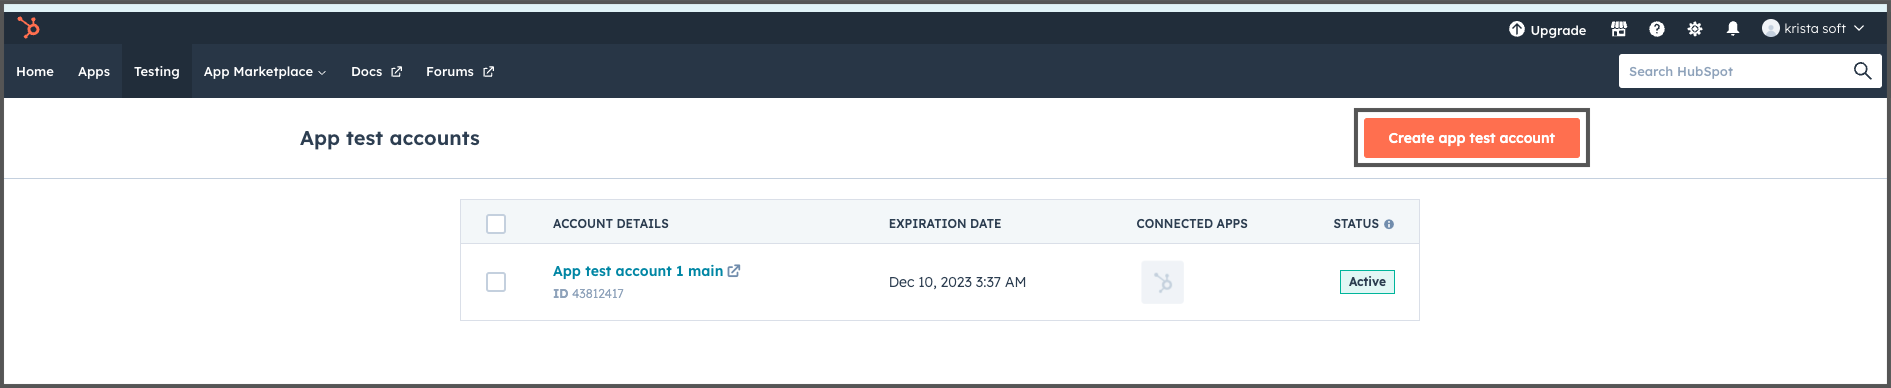 Upgrade krista soft
Home Apps Testing App Marketplace Docs Forums Search HubSpot
App test accounts Create app test account
ACCOUNT DETAILS EXPIRATION DATE CONNECTED APPS STATUS
App test account 1 main
ID 43812417
Dec 10, 2023 3:37 AM
Active